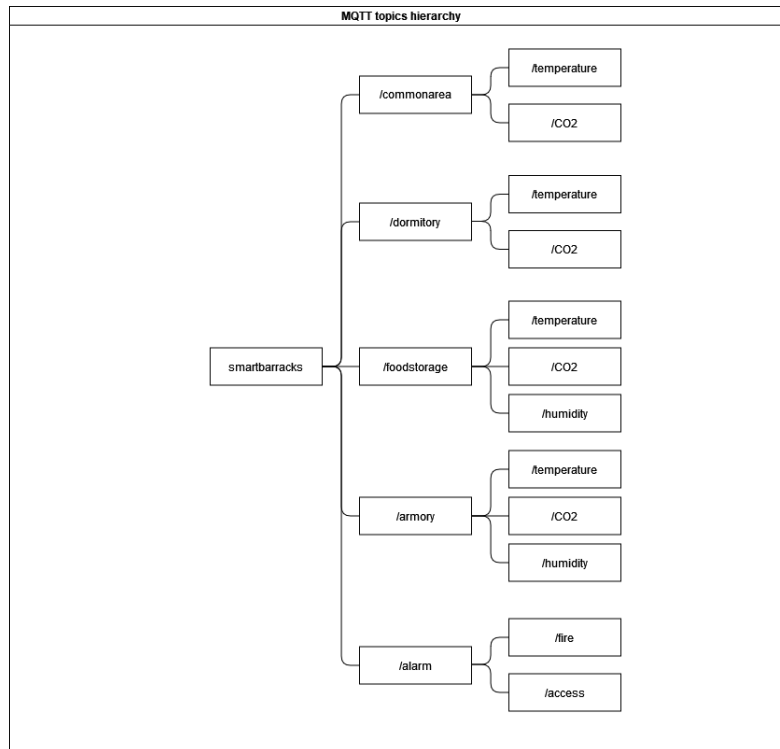 MQTT topics hierarchy
/temperature
/commonarea
/CO2
/temperature
/dormitory
/CO2
/temperature
smartbarracks
/foodstorage
/CO2
/humidity
/temperature
/armory
/CO2
/humidity
/fire
/alarm
/access